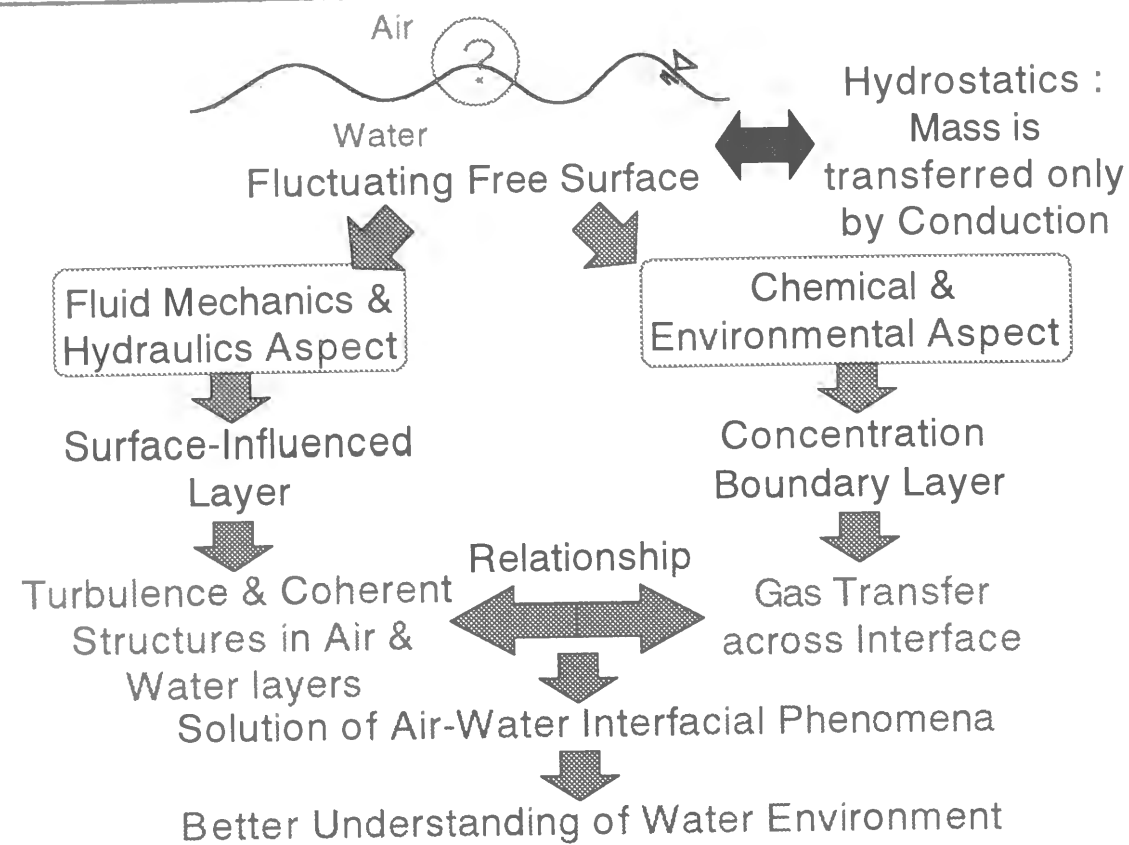 Air
?
Water
Fluctuating Free Surface
Hydrostatics :
Mass is
transferred only
by Conduction
Fluid Mechanics &
Hydraulics Aspect
Chemical &
Environmental Aspect
Surface-Influenced
Layer
Concentration
Boundary Layer
Relationship
Turbulence & Coherent
Structures in Air &
Water layers
Gas Transfer
across Interface
Solution of Air-Water Interfacial Phenomena
Better Understanding of Water Environment